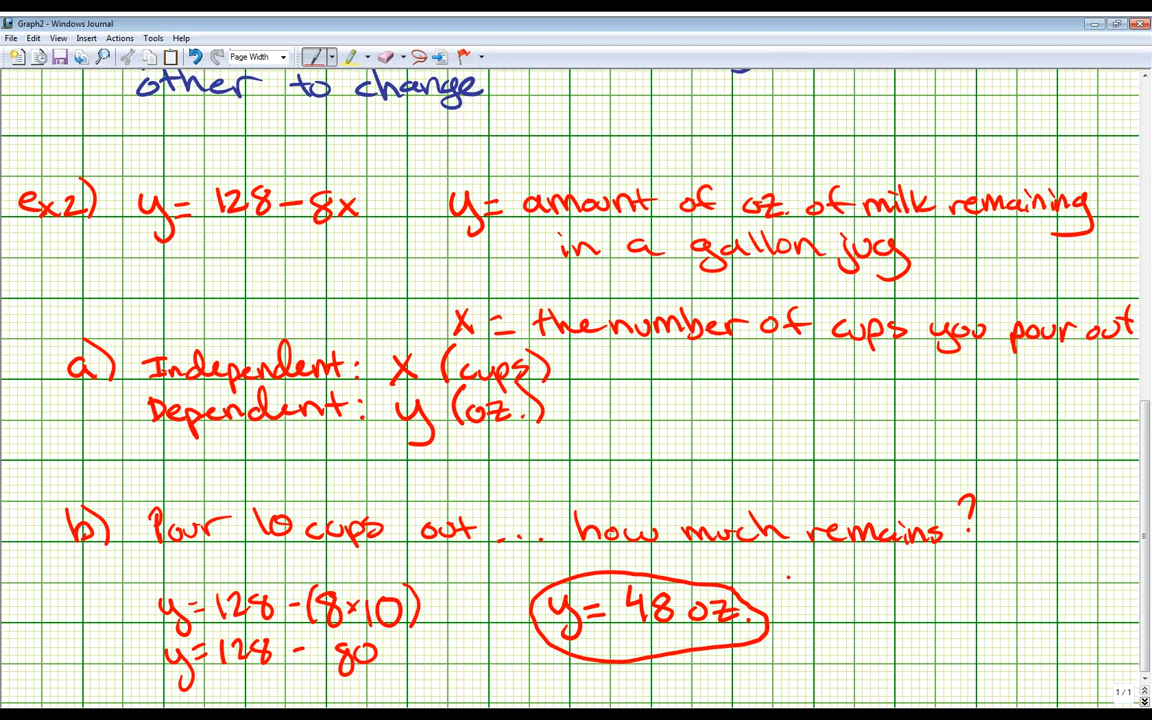 Graph2 - Windows Journal
File Edit View Insert Actions Tools Help
Page Width
other to change
ex2) y = 128 - 8x y = amount of oz. of milk remaining
in a gallon jug
x = the number of cups you pour out
a) Independent: x (cups)
Dependent: y (oz.)
b) Pour 10 cups out ... how much remains?
y = 128 - (8×10) y = 48 oz.
y = 128 - 80
1 / 1